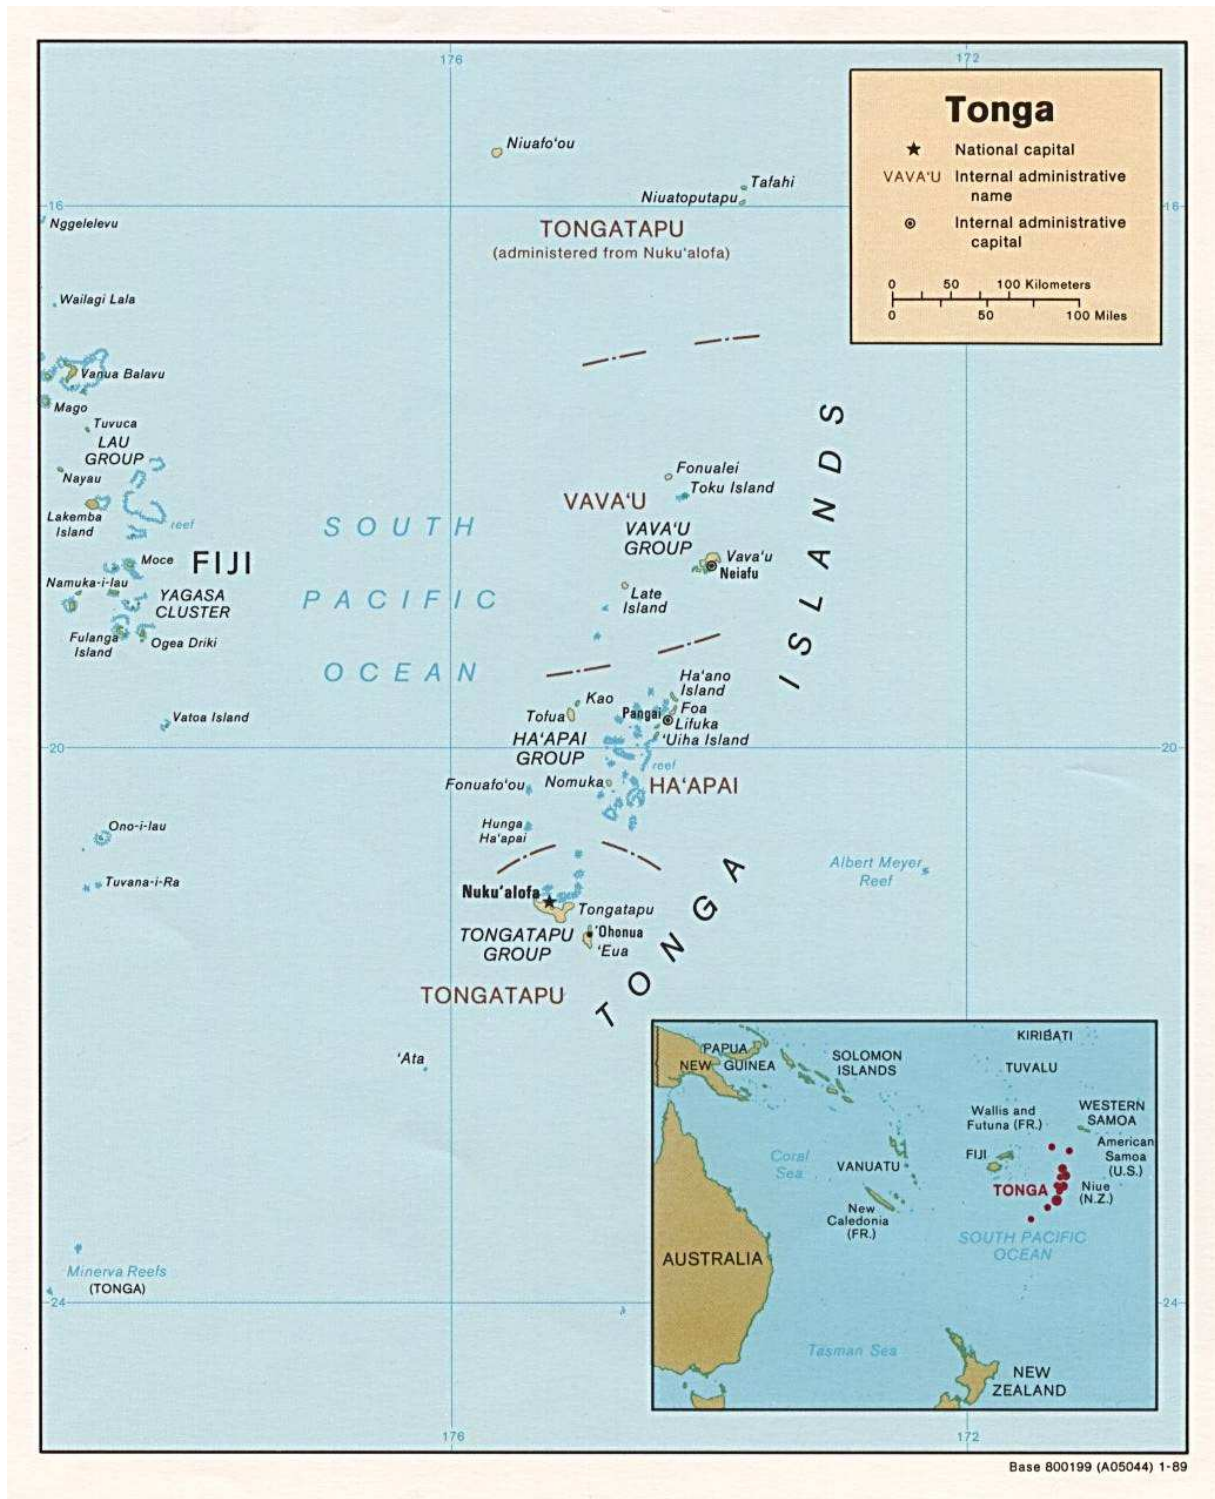 176
172
Tonga
National capital
VAVA'U Internal administrative
name
Internal administrative
capital
0 50 100 Kilometers
0 50 100 Miles
Niuafo'ou
Tafahi
Niuatoputapu
16
16
Nggelelevu
TONGATAPU
(administered from Nuku'alofa)
Wailagi Lala
Vanua Balavu
Mago
Tuvuca
LAU
GROUP
Nayau
Lakemba
Island
reef
Moce
FIJI
Namuka-i-lau
YAGASA
CLUSTER
Fulanga
Island
Ogea Driki
Vatoa Island
SOUTH
PACIFIC
OCEAN
Fonualei
Toku Island
VAVA'U
VAVA'U
GROUP
Vava'u
Neiafu
Late
Island
TONGA ISLANDS
Ha'ano
Island
Kao
Foa
Tofua
Pangai
Lifuka
'Uiha Island
HA'APAI
GROUP
20
20
reef
Fonuafo'ou
Nomuka
HA'APAI
Hunga
Ha'apai
Ono-i-lau
Tuvana-i-Ra
Albert Meyer
Reef
Nuku'alofa
Tongatapu
TONGATAPU
GROUP
'Ohonua
'Eua
TONGATAPU
'Ata
Minerva Reefs
(TONGA)
24
24
KIRIBATI
PAPUA
NEW GUINEA
SOLOMON
ISLANDS
TUVALU
Wallis and
Futuna (FR.)
WESTERN
SAMOA
American
Samoa
(U.S.)
Coral
Sea
VANUATU
FIJI
TONGA
Niue
(N.Z.)
New
Caledonia
(FR.)
SOUTH PACIFIC
OCEAN
AUSTRALIA
Tasman Sea
NEW
ZEALAND
176
172
Base 800199 (A05044) 1-89